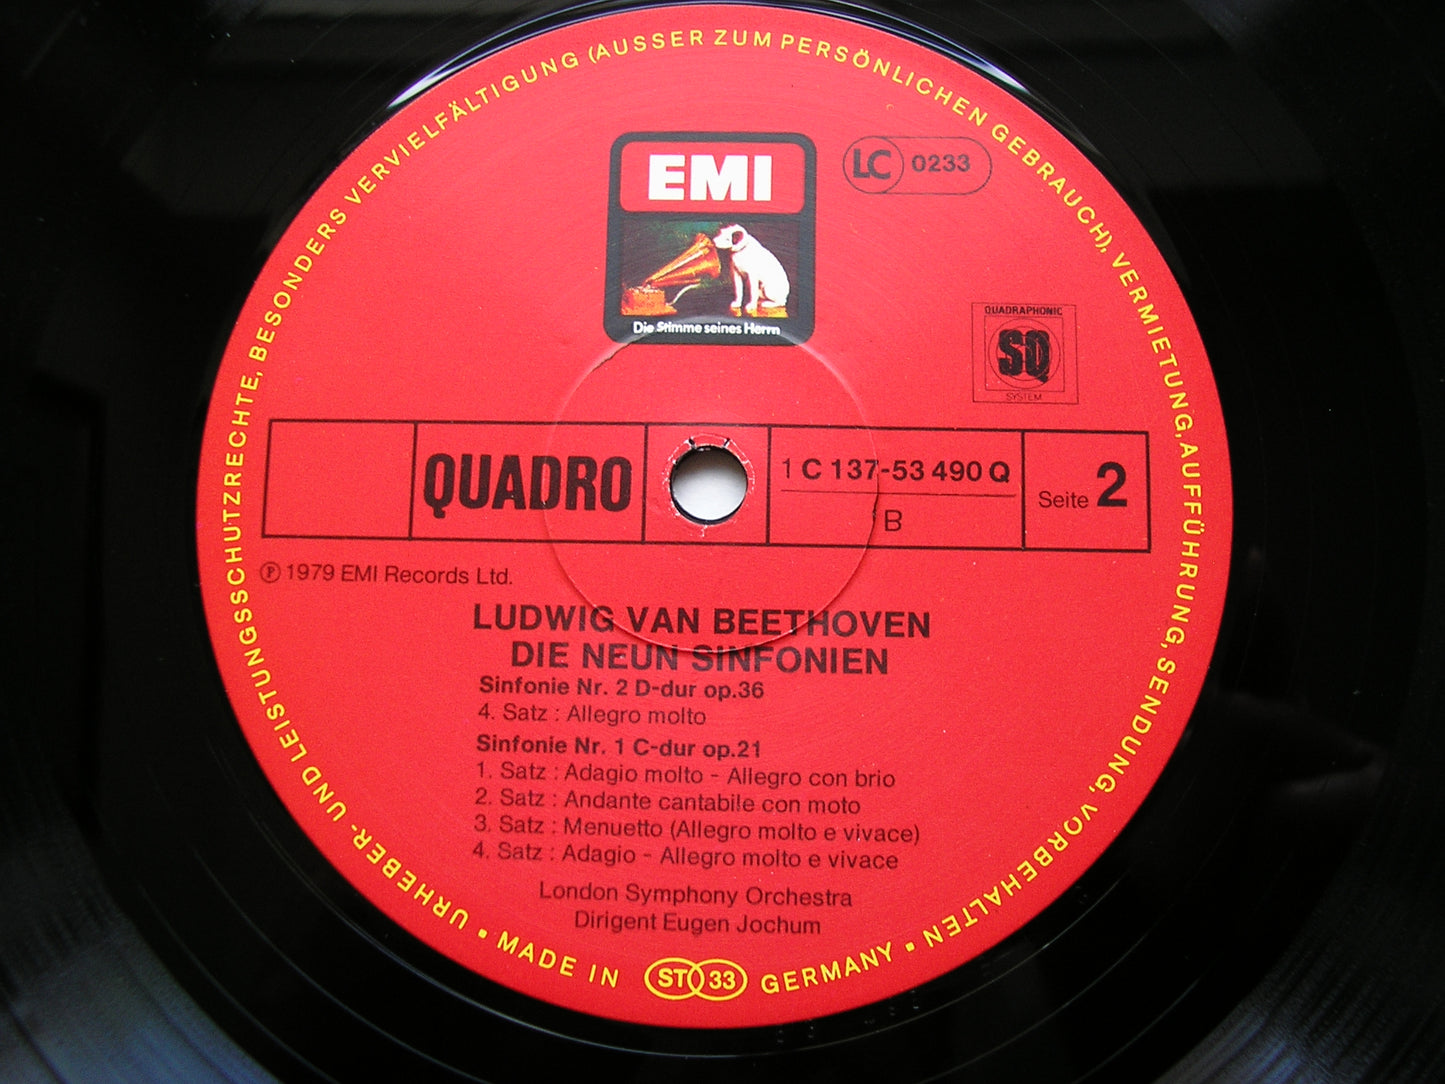 URHEBER- UND LEISTUNGSSCHUTZRECHTE, BESONDERS VERVIELFÄLTIGUNG (AUSSER ZUM PERSÖNLICHEN GEBRAUCH), VERMIETUNG, AUFFÜHRUNG, SENDUNG, VORBEHALTEN
EMI
LC 0233
Die Stimme seines Herrn
QUADRAPHONIC
SQ
SYSTEM
QUADRO
1 C 137-53 490 Q
B
Seite 2
℗ 1979 EMI Records Ltd.
LUDWIG VAN BEETHOVEN
DIE NEUN SINFONIEN
Sinfonie Nr. 2 D-dur op.36
4. Satz : Allegro molto
Sinfonie Nr. 1 C-dur op.21
1. Satz : Adagio molto - Allegro con brio
2. Satz : Andante cantabile con moto
3. Satz : Menuetto (Allegro molto e vivace)
4. Satz : Adagio - Allegro molto e vivace
London Symphony Orchestra
Dirigent Eugen Jochum
MADE IN GERMANY
ST 33